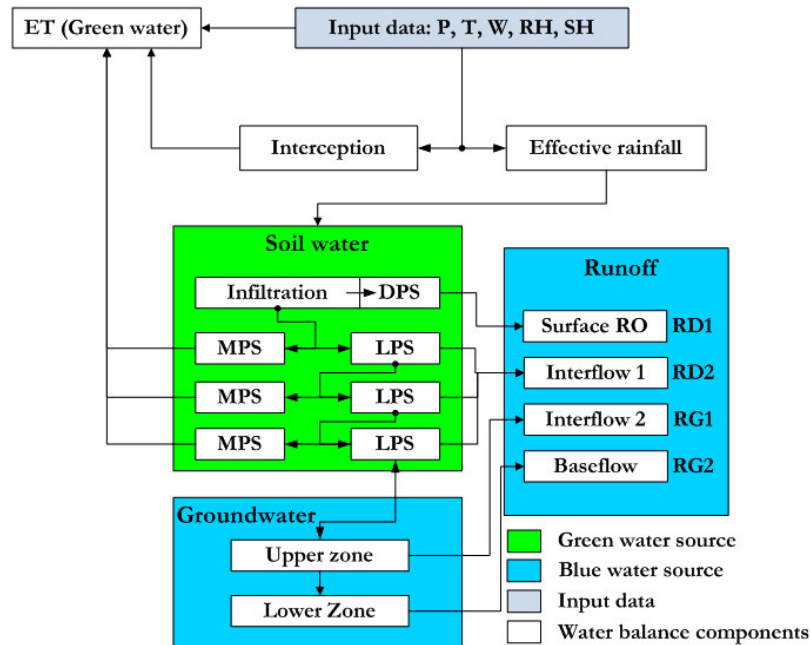 ET (Green water)
Input data: P, T, W, RH, SH
Interception
Effective rainfall
Soil water
Infiltration
DPS
MPS
LPS
MPS
LPS
MPS
LPS
Runoff
Surface RO
RD1
Interflow 1
RD2
Interflow 2
RG1
Baseflow
RG2
Groundwater
Upper zone
Lower Zone
Green water source
Blue water source
Input data
Water balance components